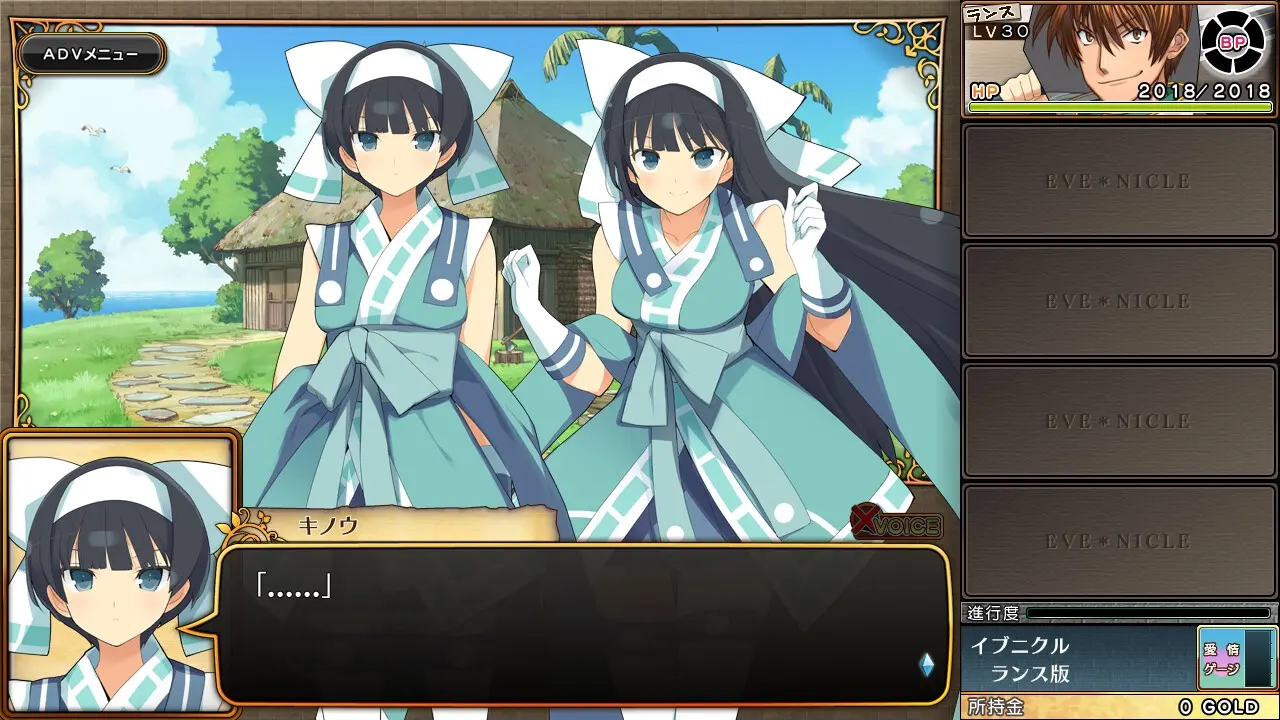 ADVメニュー
ランス
LV30
BP
HP
2018/2018
EVE*NICLE
EVE*NICLE
EVE*NICLE
EVE*NICLE
キノウ
VOICE
「……」
進行度
イブニクル
ランス版
愛情
ゲージ
所持金
0 GOLD